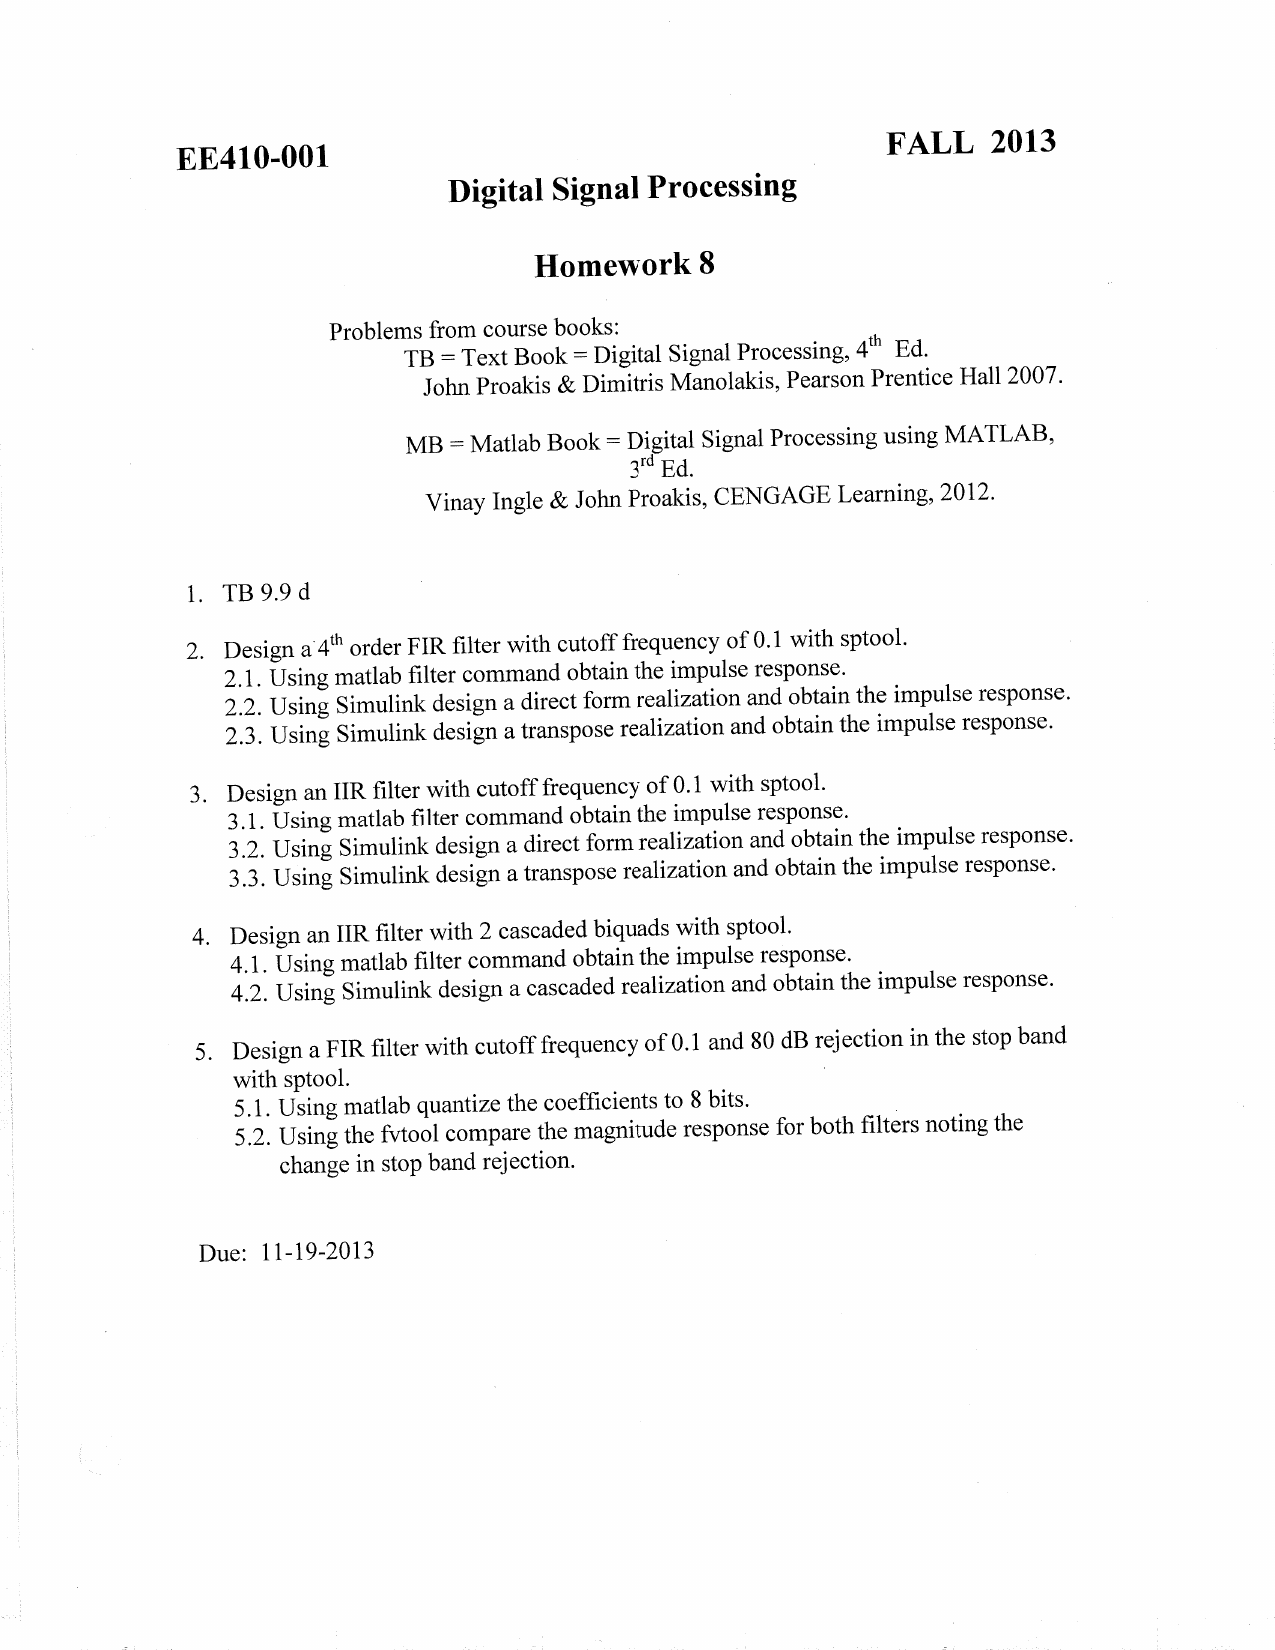 EE410-001 FALL 2013
Digital Signal Processing
Homework 8
Problems from course books:
TB = Text Book = Digital Signal Processing, 4th Ed.
John Proakis & Dimitris Manolakis, Pearson Prentice Hall 2007.
MB = Matlab Book = Digital Signal Processing using MATLAB,
3rd Ed.
Vinay Ingle & John Proakis, CENGAGE Learning, 2012.
1. TB 9.9 d
2. Design a 4th order FIR filter with cutoff frequency of 0.1 with sptool.
2.1. Using matlab filter command obtain the impulse response.
2.2. Using Simulink design a direct form realization and obtain the impulse response.
2.3. Using Simulink design a transpose realization and obtain the impulse response.
3. Design an IIR filter with cutoff frequency of 0.1 with sptool.
3.1. Using matlab filter command obtain the impulse response.
3.2. Using Simulink design a direct form realization and obtain the impulse response.
3.3. Using Simulink design a transpose realization and obtain the impulse response.
4. Design an IIR filter with 2 cascaded biquads with sptool.
4.1. Using matlab filter command obtain the impulse response.
4.2. Using Simulink design a cascaded realization and obtain the impulse response.
5. Design a FIR filter with cutoff frequency of 0.1 and 80 dB rejection in the stop band
with sptool.
5.1. Using matlab quantize the coefficients to 8 bits.
5.2. Using the fvtool compare the magnitude response for both filters noting the
change in stop band rejection.
Due: 11-19-2013